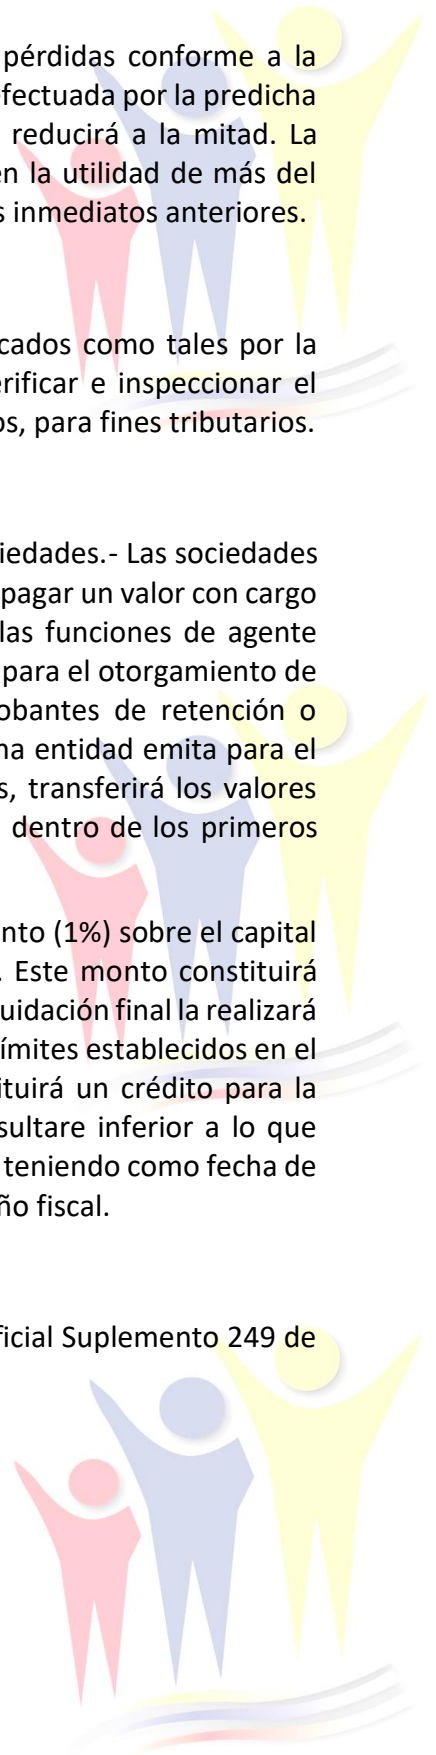 pérdidas conforme a la
efectuada por la predicha
reducirá a la mitad. La
en la utilidad de más del
s inmediatos anteriores.
cados como tales por la
erificar e inspeccionar el
os, para fines tributarios.
iedades.- Las sociedades
pagar un valor con cargo
las funciones de agente
para el otorgamiento de
obantes de retención o
na entidad emita para el
s, transferirá los valores
dentro de los primeros
nto (1%) sobre el capital
. Este monto constituirá
uidación final la realizará
ímites establecidos en el
ituirá un crédito para la
sultare inferior a lo que
teniendo como fecha de
ño fiscal.
ficial Suplemento 249 de